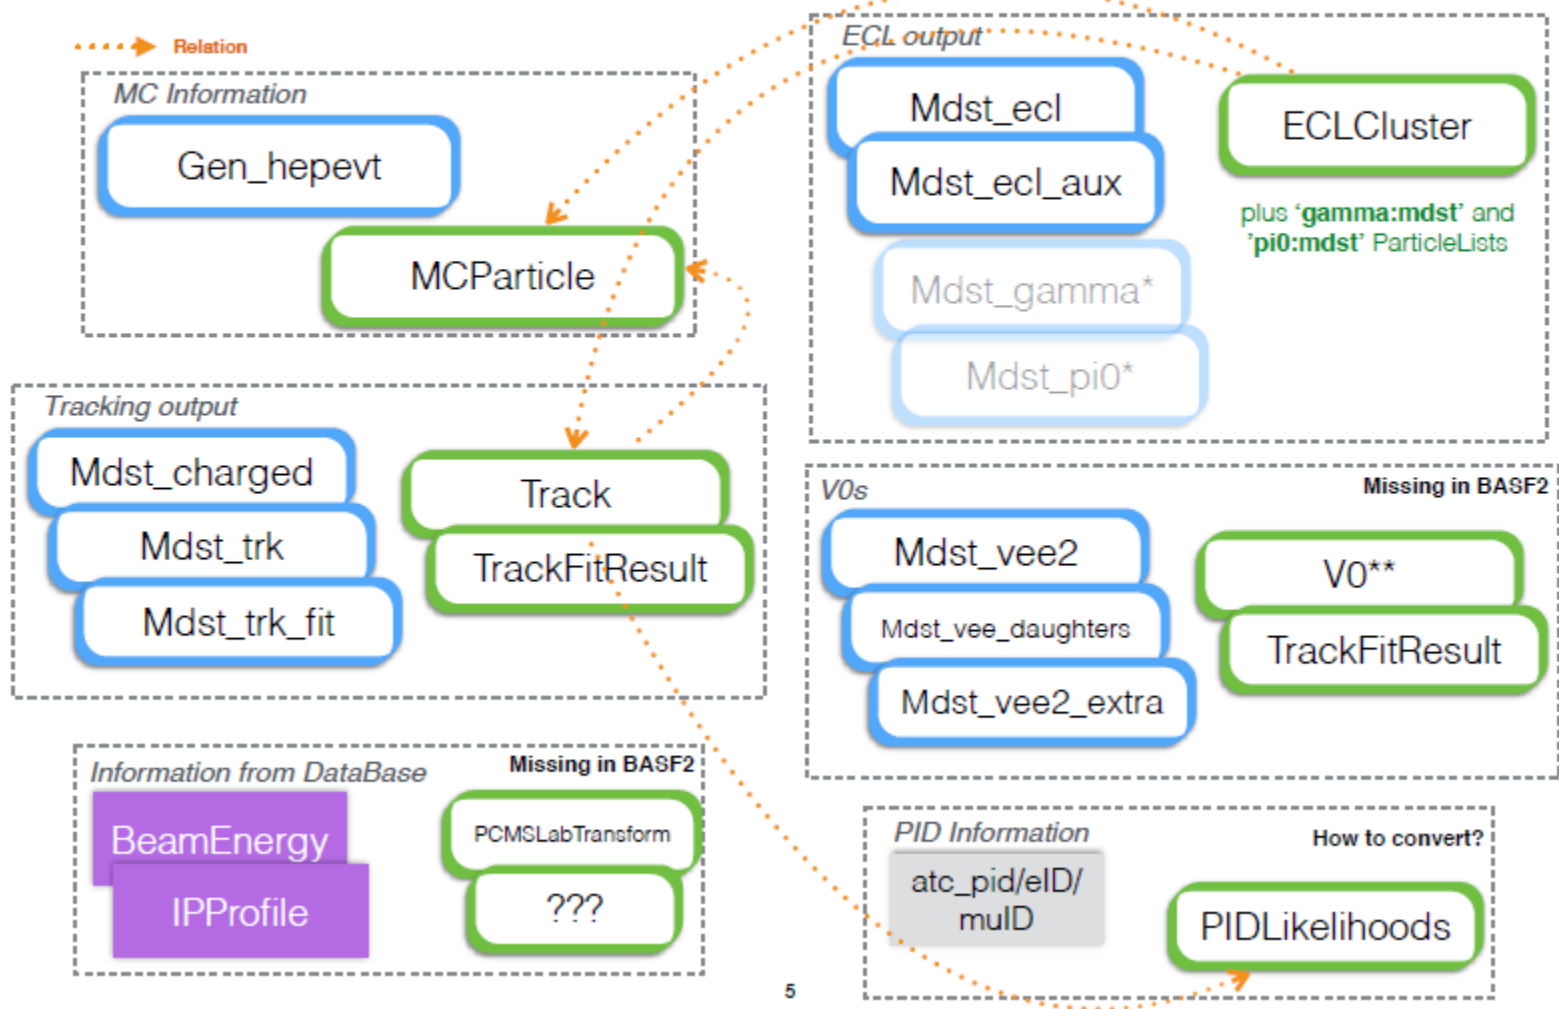 Relation
MC Information
Gen_hepevt
MCParticle
ECL output
Mdst_ecl
Mdst_ecl_aux
Mdst_gamma*
Mdst_pi0*
ECLCluster
plus ‘gamma:mdst’ and
’pi0:mdst’ ParticleLists
Tracking output
Mdst_charged
Mdst_trk
Mdst_trk_fit
Track
TrackFitResult
V0s
Missing in BASF2
Mdst_vee2
Mdst_vee_daughters
Mdst_vee2_extra
V0**
TrackFitResult
Information from DataBase
Missing in BASF2
BeamEnergy
IPProfile
PCMSLabTransform
???
PID Information
How to convert?
atc_pid/eID/
muID
PIDLikelihoods
5